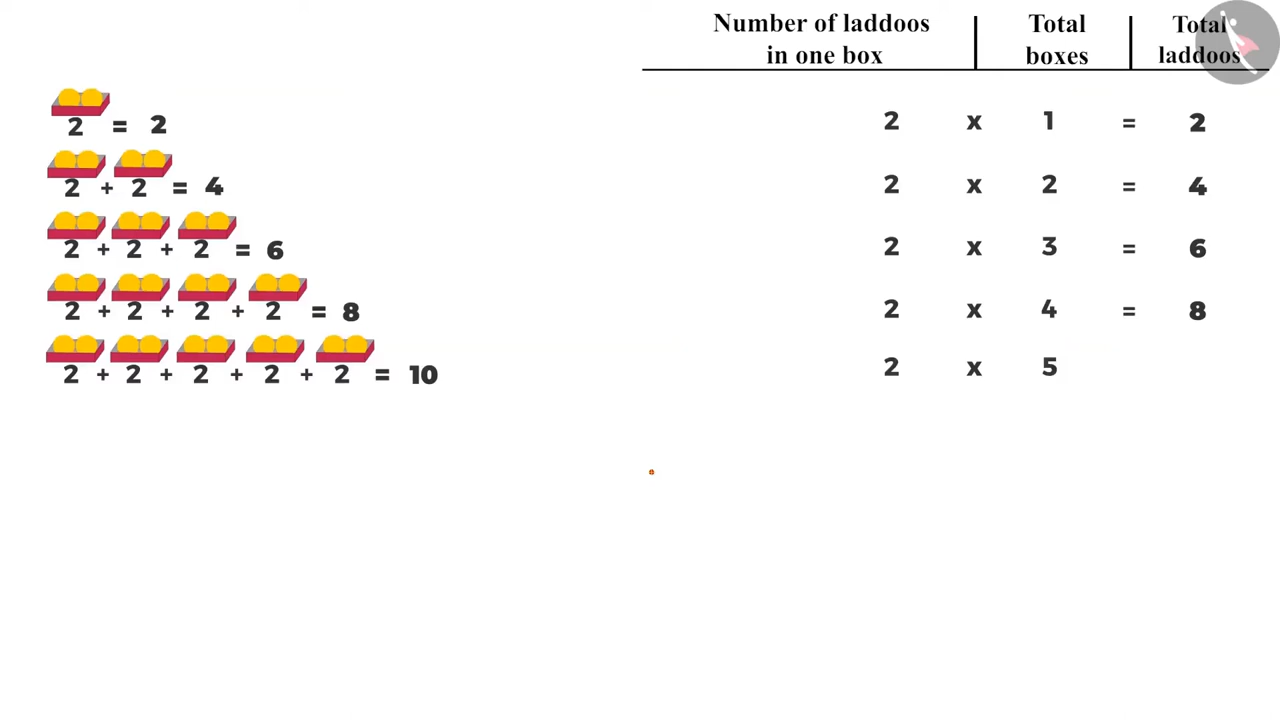 Number of laddoos in one box | Total boxes | Total laddoos
2 = 2
2 + 2 = 4
2 + 2 + 2 = 6
2 + 2 + 2 + 2 = 8
2 + 2 + 2 + 2 + 2 = 10
2 x 1 = 2
2 x 2 = 4
2 x 3 = 6
2 x 4 = 8
2 x 5